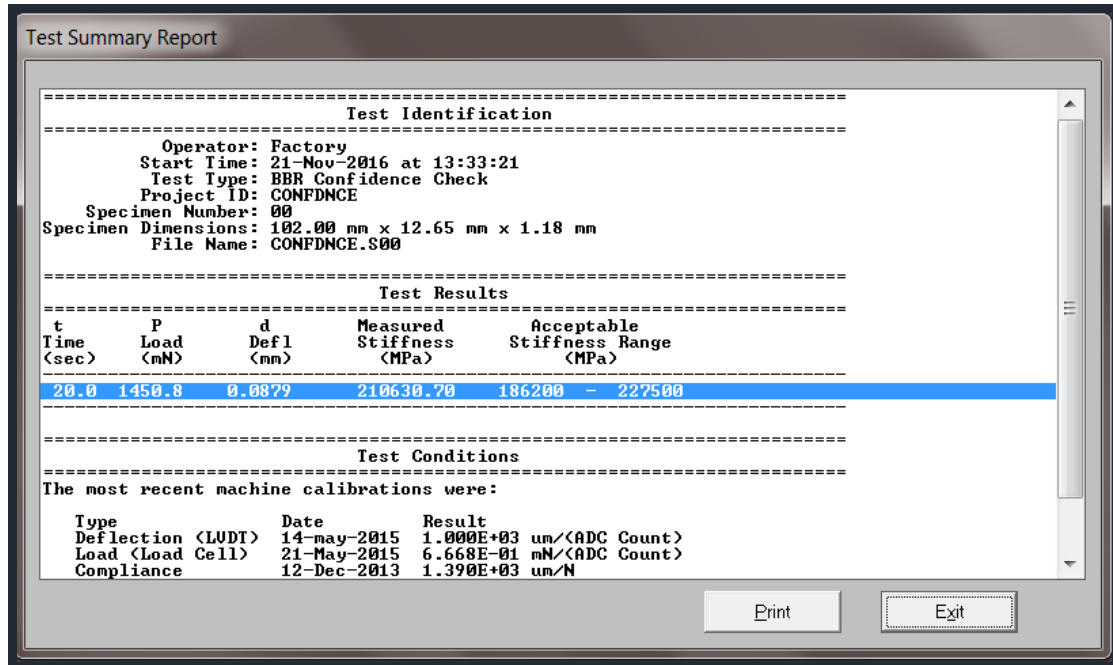 Test Summary Report
================================================================================
Test Identification
================================================================================
Operator: Factory
Start Time: 21-Nov-2016 at 13:33:21
Test Type: BBR Confidence Check
Project ID: CONFDNCE
Specimen Number: 00
Specimen Dimensions: 102.00 mm x 12.65 mm x 1.18 mm
File Name: CONFDNCE.S00
================================================================================
Test Results
================================================================================
t P d Measured Acceptable
Time Load Defl Stiffness Stiffness Range
(sec) (mN) (mm) (MPa) (MPa)
--------------------------------------------------------------------------------
20.0 1450.8 0.0879 210630.70 186200 - 227500
--------------------------------------------------------------------------------
================================================================================
Test Conditions
================================================================================
The most recent machine calibrations were:
Type Date Result
Deflection (LVDT) 14-may-2015 1.000E+03 um/(ADC Count)
Load (Load Cell) 21-May-2015 6.668E-01 mN/(ADC Count)
Compliance 12-Dec-2013 1.390E+03 um/N
Print Exit